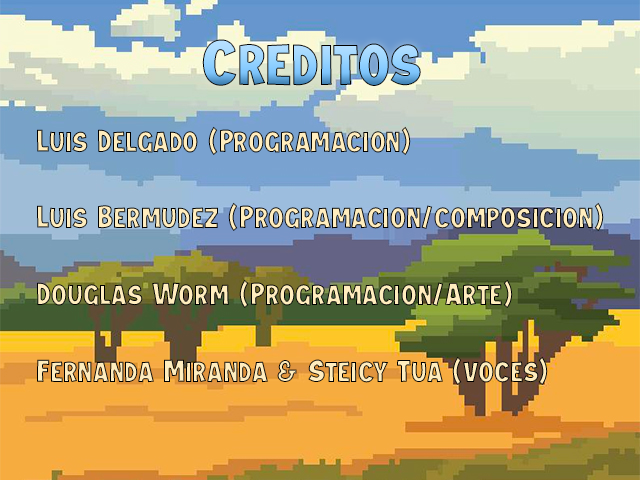 CREDITOS
LUIS DELGADO (PROGRAMACION)
LUIS BERMUDEZ (PROGRAMACION/COMPOSICION)
DOUGLAS WORM (PROGRAMACION/ARTE)
FERNANDA MIRANDA & STEICY TUA (VOCES)